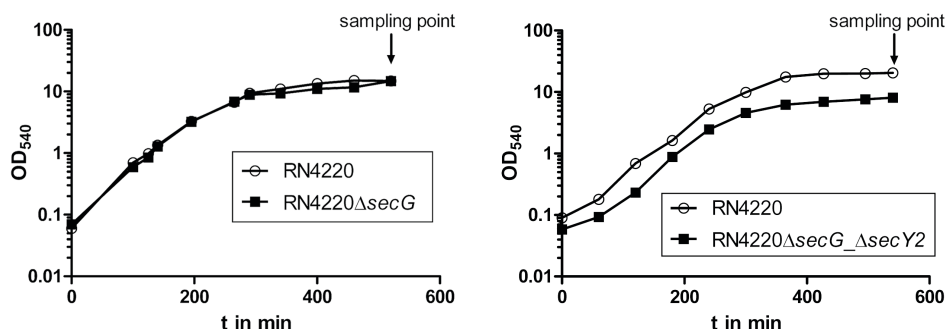 sampling point
100
10
1
0.1
0.01
OD540
RN4220
RN4220ΔsecG
0
200
400
600
t in min
sampling point
100
10
1
0.1
0.01
OD540
RN4220
RN4220ΔsecG_ΔsecY2
0
200
400
600
t in min